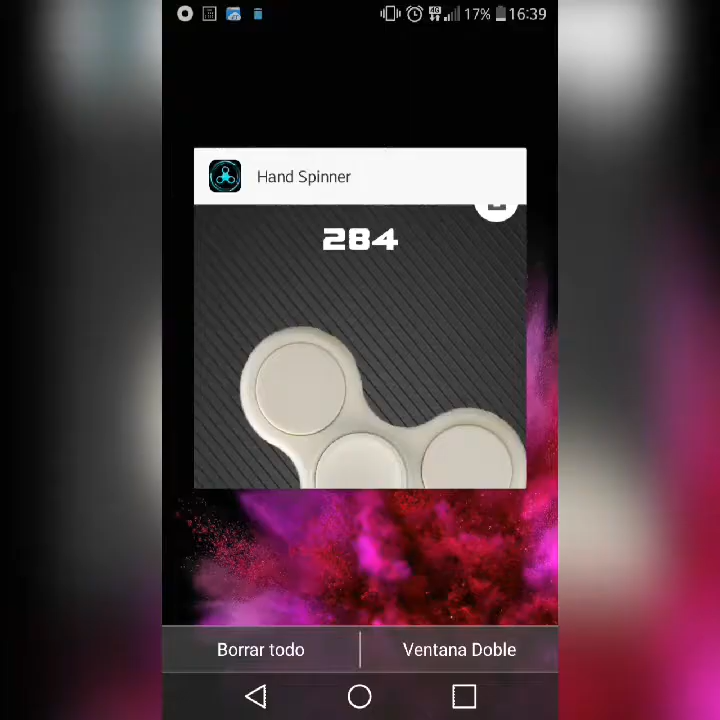 17% 16:39
Hand Spinner
284
Borrar todo
Ventana Doble